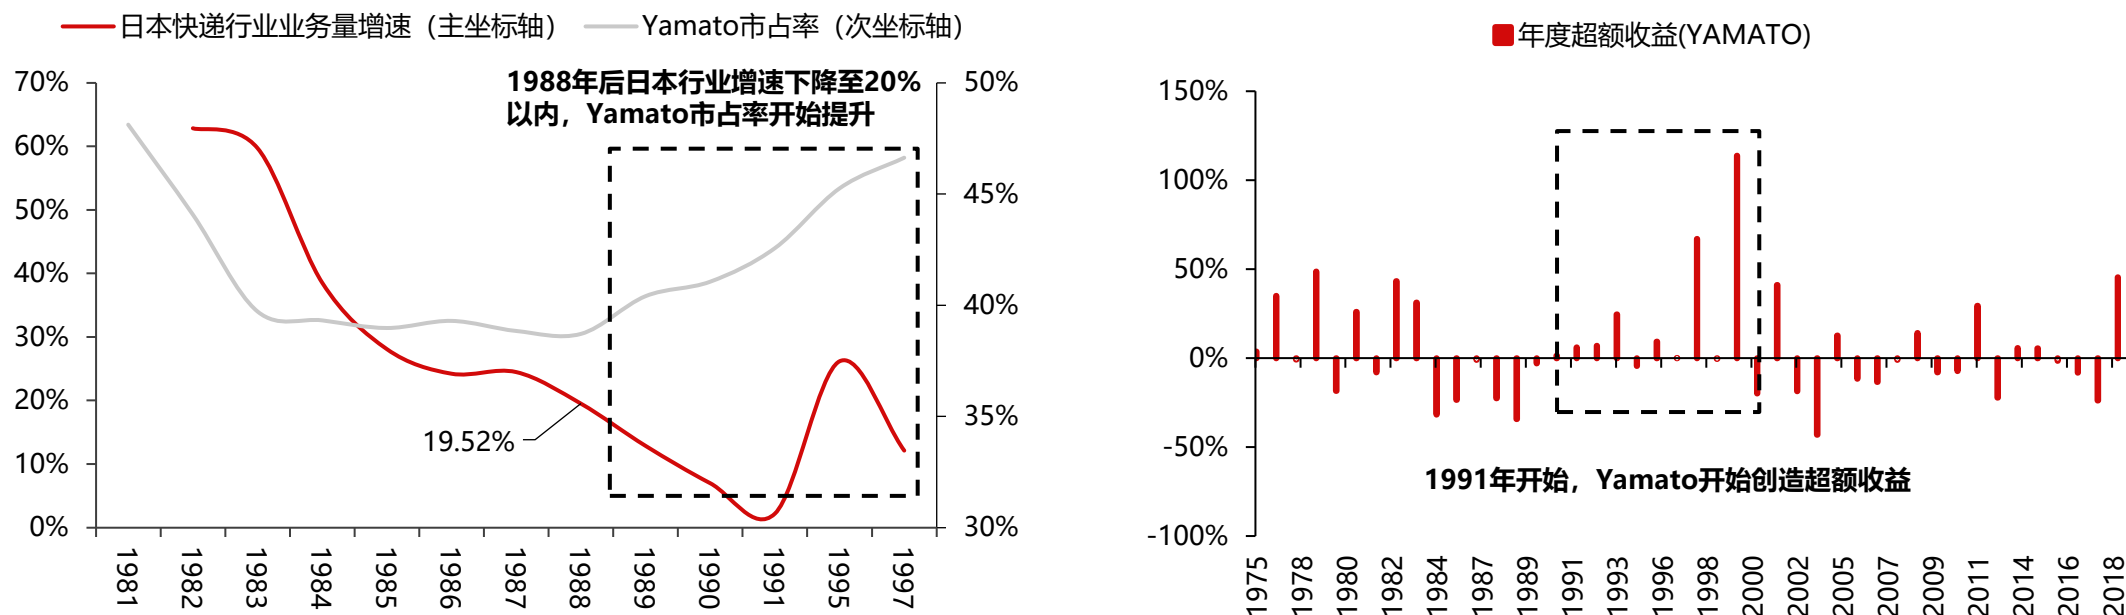 日本快递行业业务量增速（主坐标轴） Yamato市占率（次坐标轴）
1988年后日本行业增速下降至20%
以内，Yamato市占率开始提升
70%
60%
50%
40%
30%
20%
10%
0%
50%
45%
40%
35%
30%
19.52%
1981 1982 1983 1984 1985 1986 1987 1988 1989 1990 1991 1995 1997
年度超额收益(YAMATO)
150%
100%
50%
0%
-50%
-100%
1991年开始，Yamato开始创造超额收益
1975 1978 1980 1982 1984 1987 1989 1991 1993 1996 1998 2000 2002 2005 2007 2009 2011 2014 2016 2018